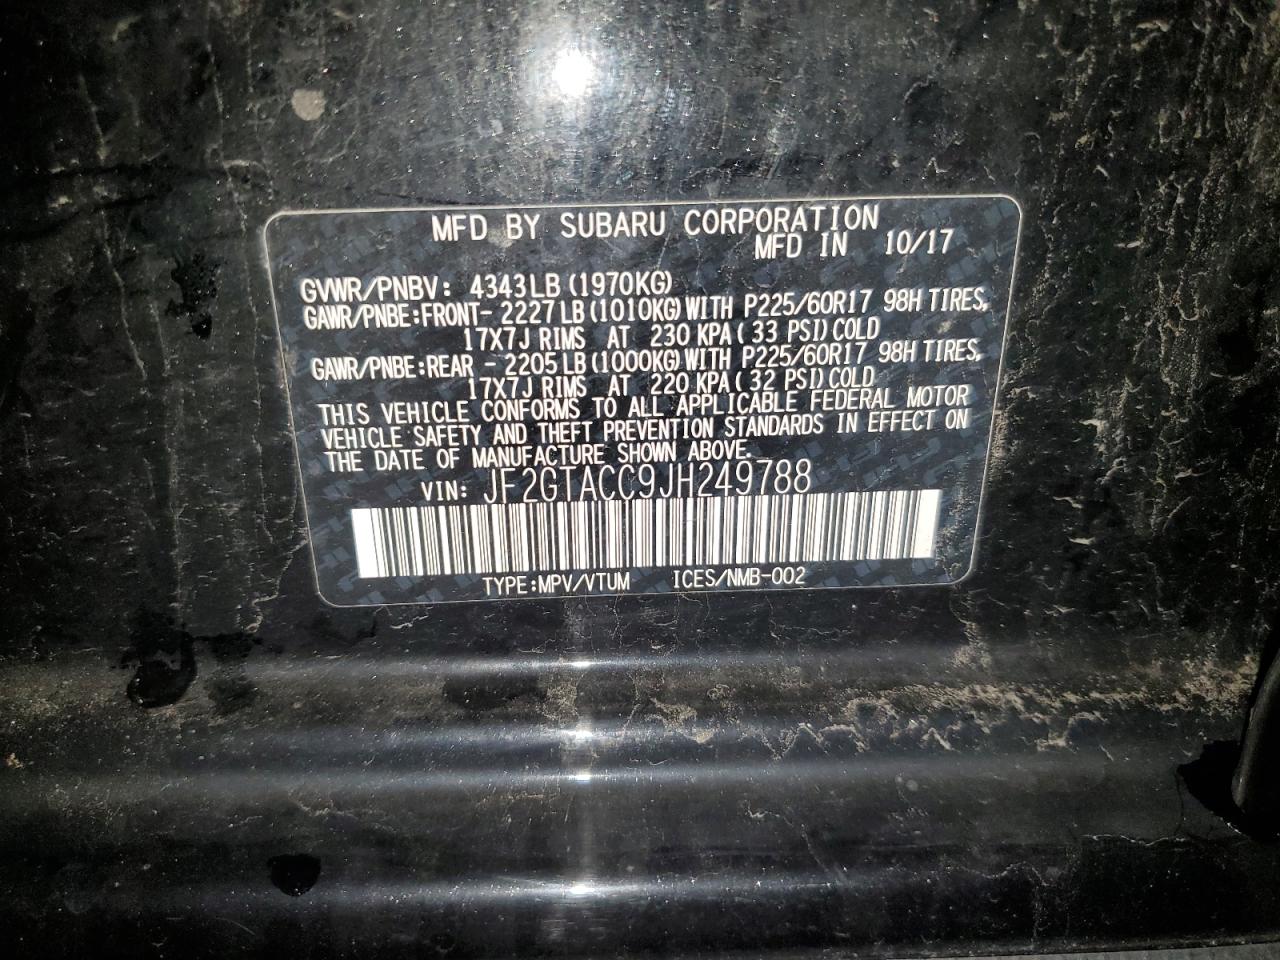 MFD BY SUBARU CORPORATION
MFD IN 10/17
GVWR/PNBV: 4343LB (1970KG)
GAWR/PNBE:FRONT- 2227LB (1010KG) WITH P225/60R17 98H TIRES,
17X7J RIMS AT 230 KPA( 33 PSI) COLD
GAWR/PNBE:REAR - 2205LB (1000KG) WITH P225/60R17 98H TIRES,
17X7J RIMS AT 220 KPA( 32 PSI) COLD
THIS VEHICLE CONFORMS TO ALL APPLICABLE FEDERAL MOTOR
VEHICLE SAFETY AND THEFT PREVENTION STANDARDS IN EFFECT ON
THE DATE OF MANUFACTURE SHOWN ABOVE.
VIN: JF2GTACC9JH249788
TYPE:MPV/VTUM ICES/NMB-002